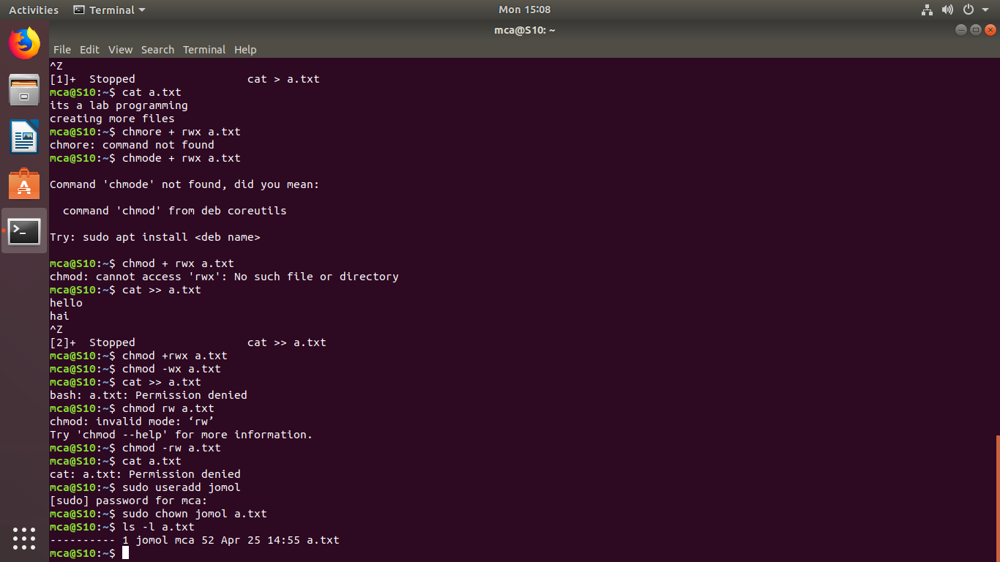 Activities Terminal Mon 15:08
mca@S10: ~
File Edit View Search Terminal Help
^Z
[1]+  Stopped                 cat > a.txt
mca@S10:~$ cat a.txt
its a lab programming
creating more files
mca@S10:~$ chmore + rwx a.txt
chmore: command not found
mca@S10:~$ chmode + rwx a.txt
Command 'chmode' not found, did you mean:
  command 'chmod' from deb coreutils
Try: sudo apt install <deb name>
mca@S10:~$ chmod + rwx a.txt
chmod: cannot access 'rwx': No such file or directory
mca@S10:~$ cat >> a.txt
hello
hai
^Z
[2]+  Stopped                 cat >> a.txt
mca@S10:~$ chmod +rwx a.txt
mca@S10:~$ chmod -wx a.txt
mca@S10:~$ cat >> a.txt
bash: a.txt: Permission denied
mca@S10:~$ chmod rw a.txt
chmod: invalid mode: ‘rw’
Try 'chmod --help' for more information.
mca@S10:~$ chmod -rw a.txt
mca@S10:~$ cat a.txt
cat: a.txt: Permission denied
mca@S10:~$ sudo useradd jomol
[sudo] password for mca:
mca@S10:~$ sudo chown jomol a.txt
mca@S10:~$ ls -l a.txt
---------- 1 jomol mca 52 Apr 25 14:55 a.txt
mca@S10:~$